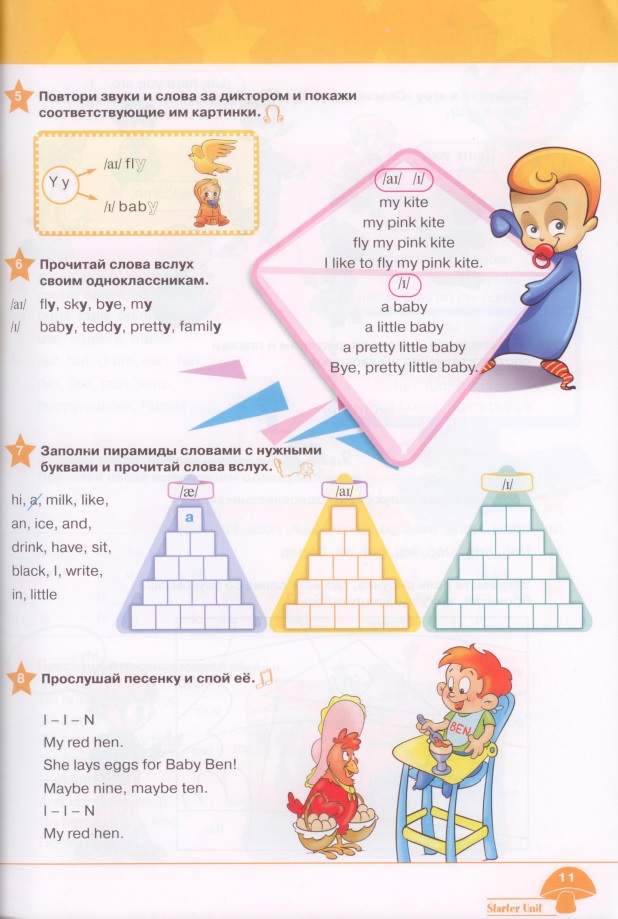 5 Повтори звуки и слова за диктором и покажи
соответствующие им картинки.
Y y
/aɪ/ fly
/ɪ/ baby
/aɪ/ /ɪ/
my kite
my pink kite
fly my pink kite
I like to fly my pink kite.
/ɪ/
a baby
a little baby
a pretty little baby
Bye, pretty little baby.
6 Прочитай слова вслух
своим одноклассникам.
/aɪ/ fly, sky, bye, my
/ɪ/ baby, teddy, pretty, family
7 Заполни пирамиды словами с нужными
буквами и прочитай слова вслух.
hi, a, milk, like,
an, ice, and,
drink, have, sit,
black, I, write,
in, little
/æ/
a
/aɪ/
/ɪ/
8 Прослушай песенку и спой её.
I – I – N
My red hen.
She lays eggs for Baby Ben!
Maybe nine, maybe ten.
I – I – N
My red hen.
BEN
11
Starter Unit